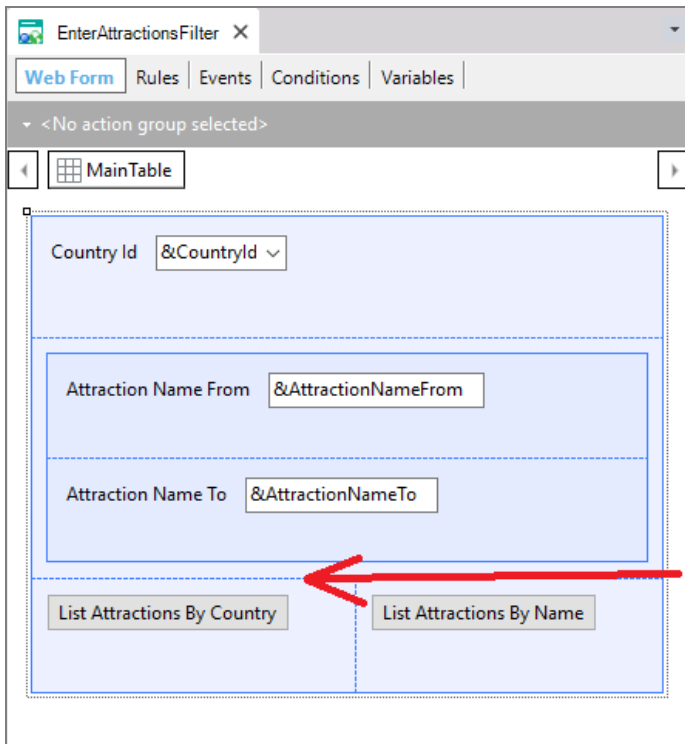 EnterAttractionsFilter
Web Form Rules Events Conditions Variables
<No action group selected>
MainTable
Country Id &CountryId
Attraction Name From &AttractionNameFrom
Attraction Name To &AttractionNameTo
List Attractions By Country List Attractions By Name